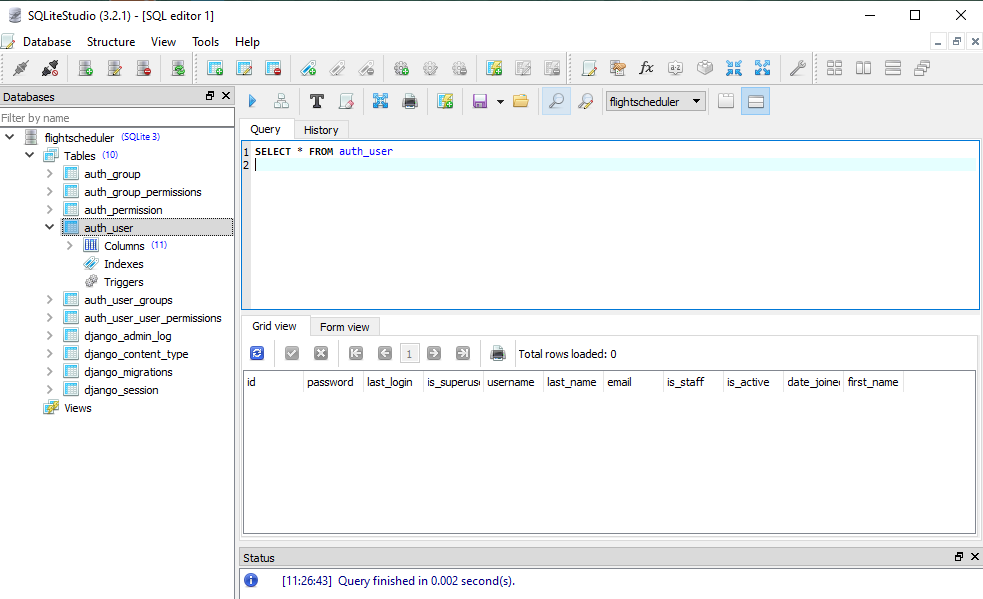 SQLiteStudio (3.2.1) - [SQL editor 1]
Database Structure View Tools Help
Databases
Filter by name
flightscheduler (SQLite 3)
Tables (10)
auth_group
auth_group_permissions
auth_permission
auth_user
Columns (11)
Indexes
Triggers
auth_user_groups
auth_user_user_permissions
django_admin_log
django_content_type
django_migrations
django_session
Views
flightscheduler
Query History
1 SELECT * FROM auth_user
2
Grid view Form view
1 Total rows loaded: 0
id password last_login is_superus username last_name email is_staff is_active date_joined first_name
Status
[11:26:43] Query finished in 0.002 second(s).